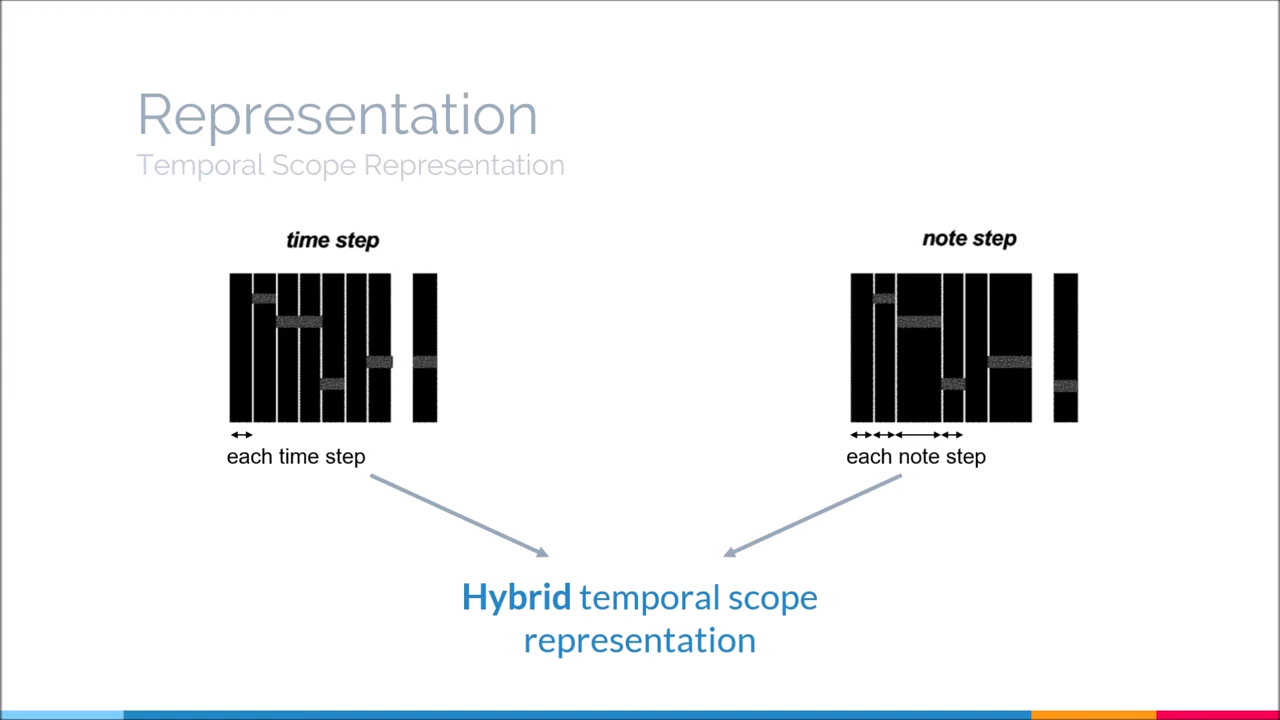 Representation
Temporal Scope Representation
time step
note step
each time step
each note step
Hybrid temporal scope
representation